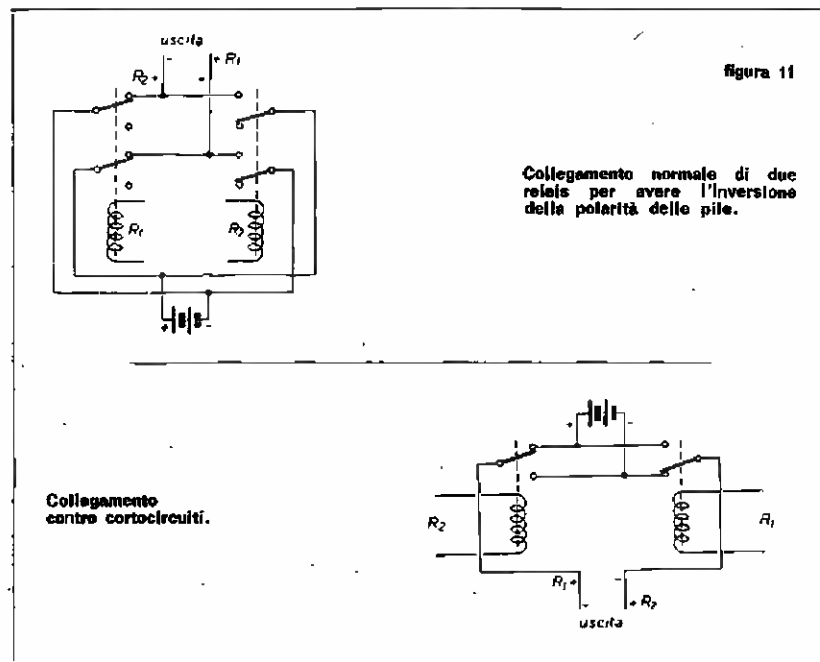 uscita
R2 + - - + R1
figura 11
Collegamento normale di due
relais per avere l'inversione
della polarità delle pile.
R1 R2
+ -
+ -
Collegamento
contro cortocircuiti.
R2 R1
R1 + - - + R2
uscita